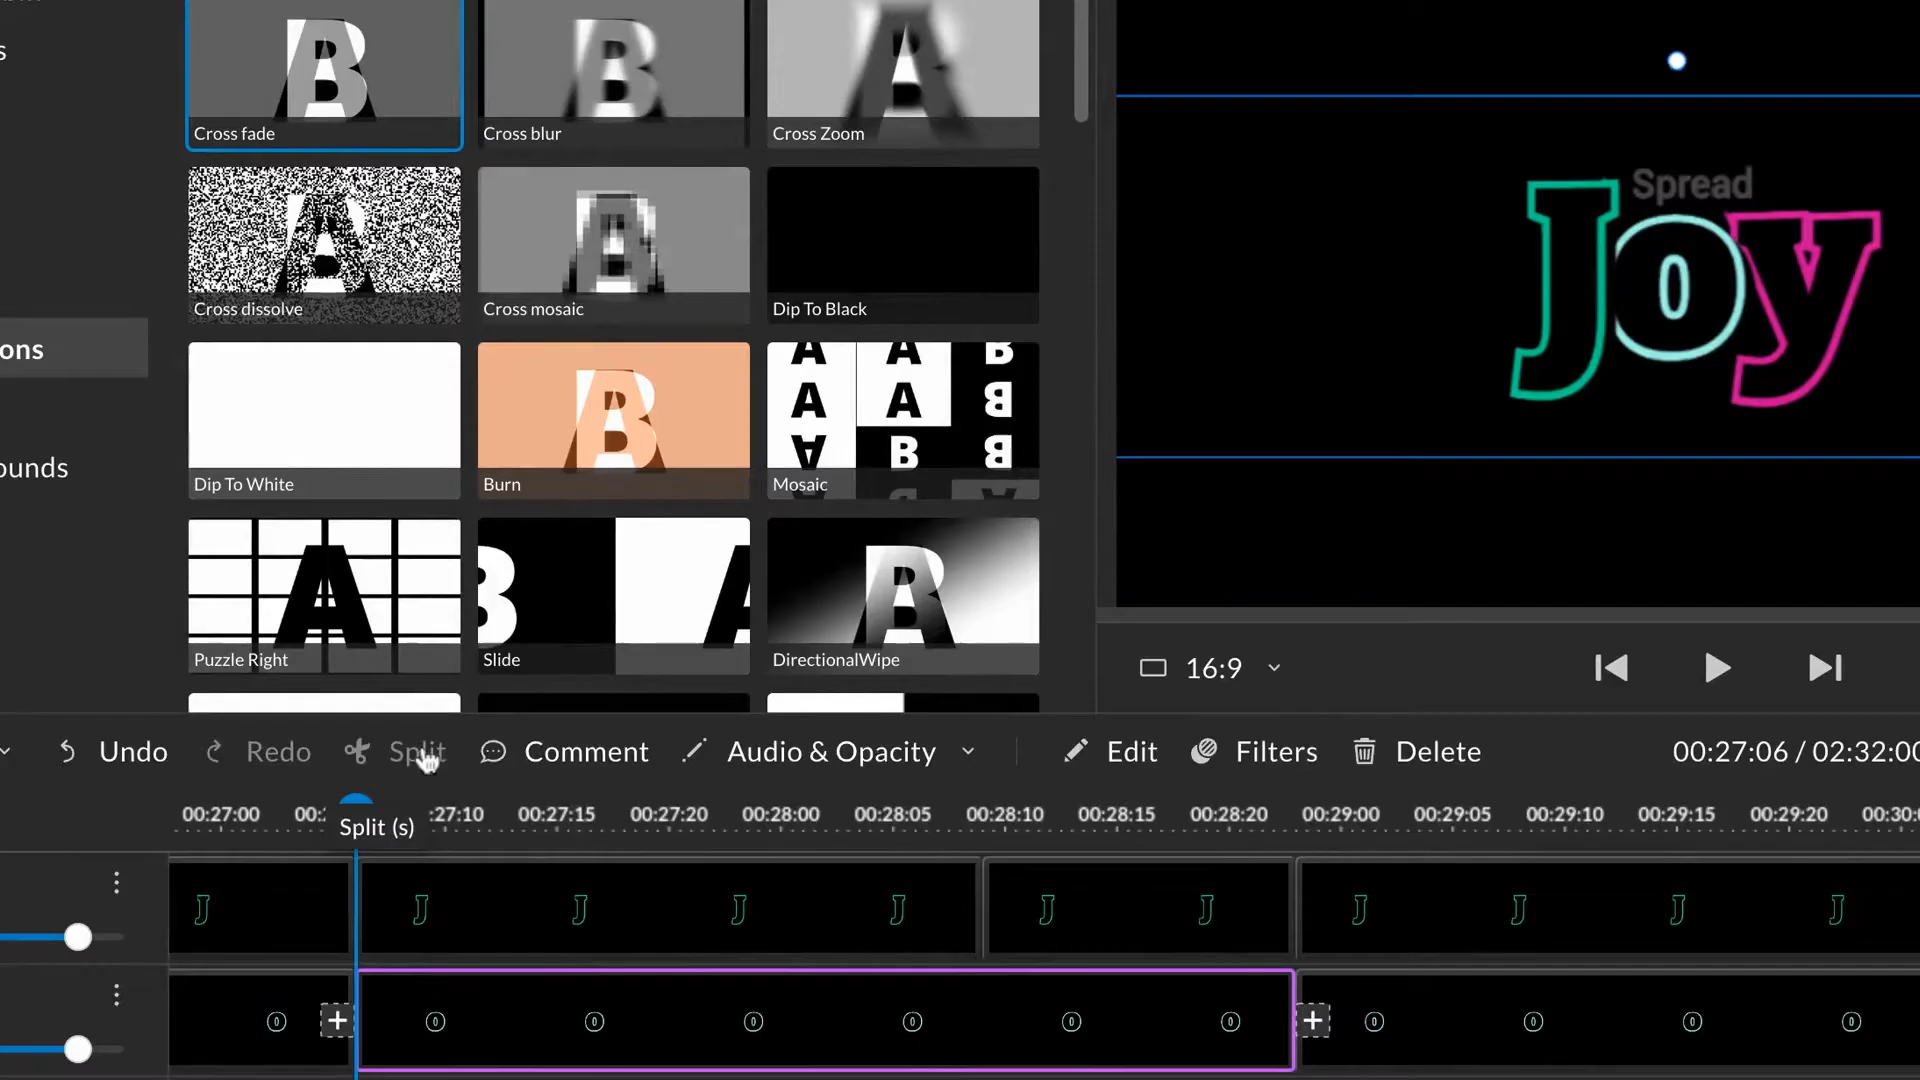 s
Cross fade
Cross blur
Cross Zoom
Cross dissolve
Cross mosaic
Dip To Black
ons
Dip To White
Burn
Mosaic
ounds
Puzzle Right
Slide
DirectionalWipe
Spread
Joy
16:9
Undo
Redo
Split
Comment
Audio & Opacity
Edit
Filters
Delete
00:27:06 / 02:32:00
00:27:00
00:
:27:10
00:27:15
00:27:20
00:28:00
00:28:05
00:28:10
00:28:15
00:28:20
00:29:00
00:29:05
00:29:10
00:29:15
00:29:20
00:30:0
Split (s)
J
J
J
J
J
J
J
J
J
J
J
o
o
o
o
o
o
o
o
o
o
o